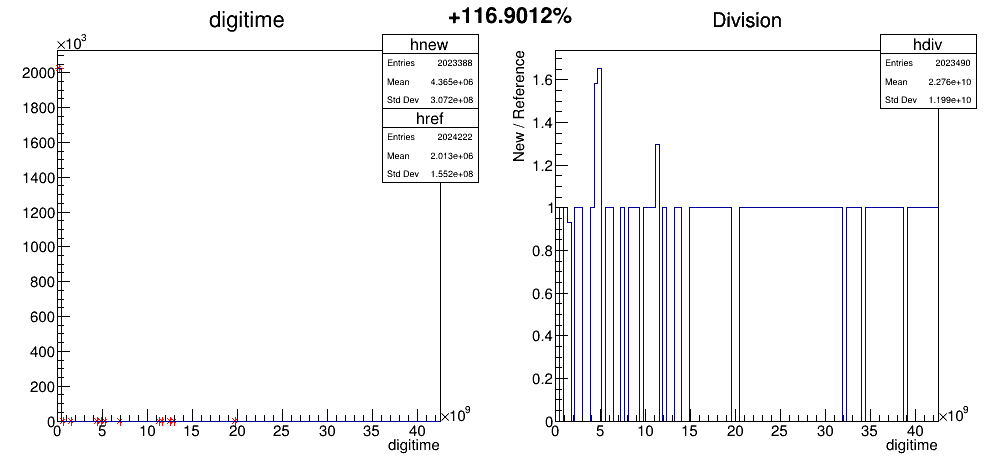 +116.9012%
digitime
×10³
hnew
Entries 2023388
Mean 4.365e+06
Std Dev 3.072e+08
href
Entries 2024222
Mean 2.013e+06
Std Dev 1.552e+08
2000
1800
1600
1400
1200
1000
800
600
400
200
0
0 5 10 15 20 25 30 35 40 ×10⁹
digitime
Division
hdiv
Entries 2023490
Mean 2.276e+10
Std Dev 1.199e+10
New / Reference
1.6
1.4
1.2
1
0.8
0.6
0.4
0.2
0
0 5 10 15 20 25 30 35 40 ×10⁹
digitime